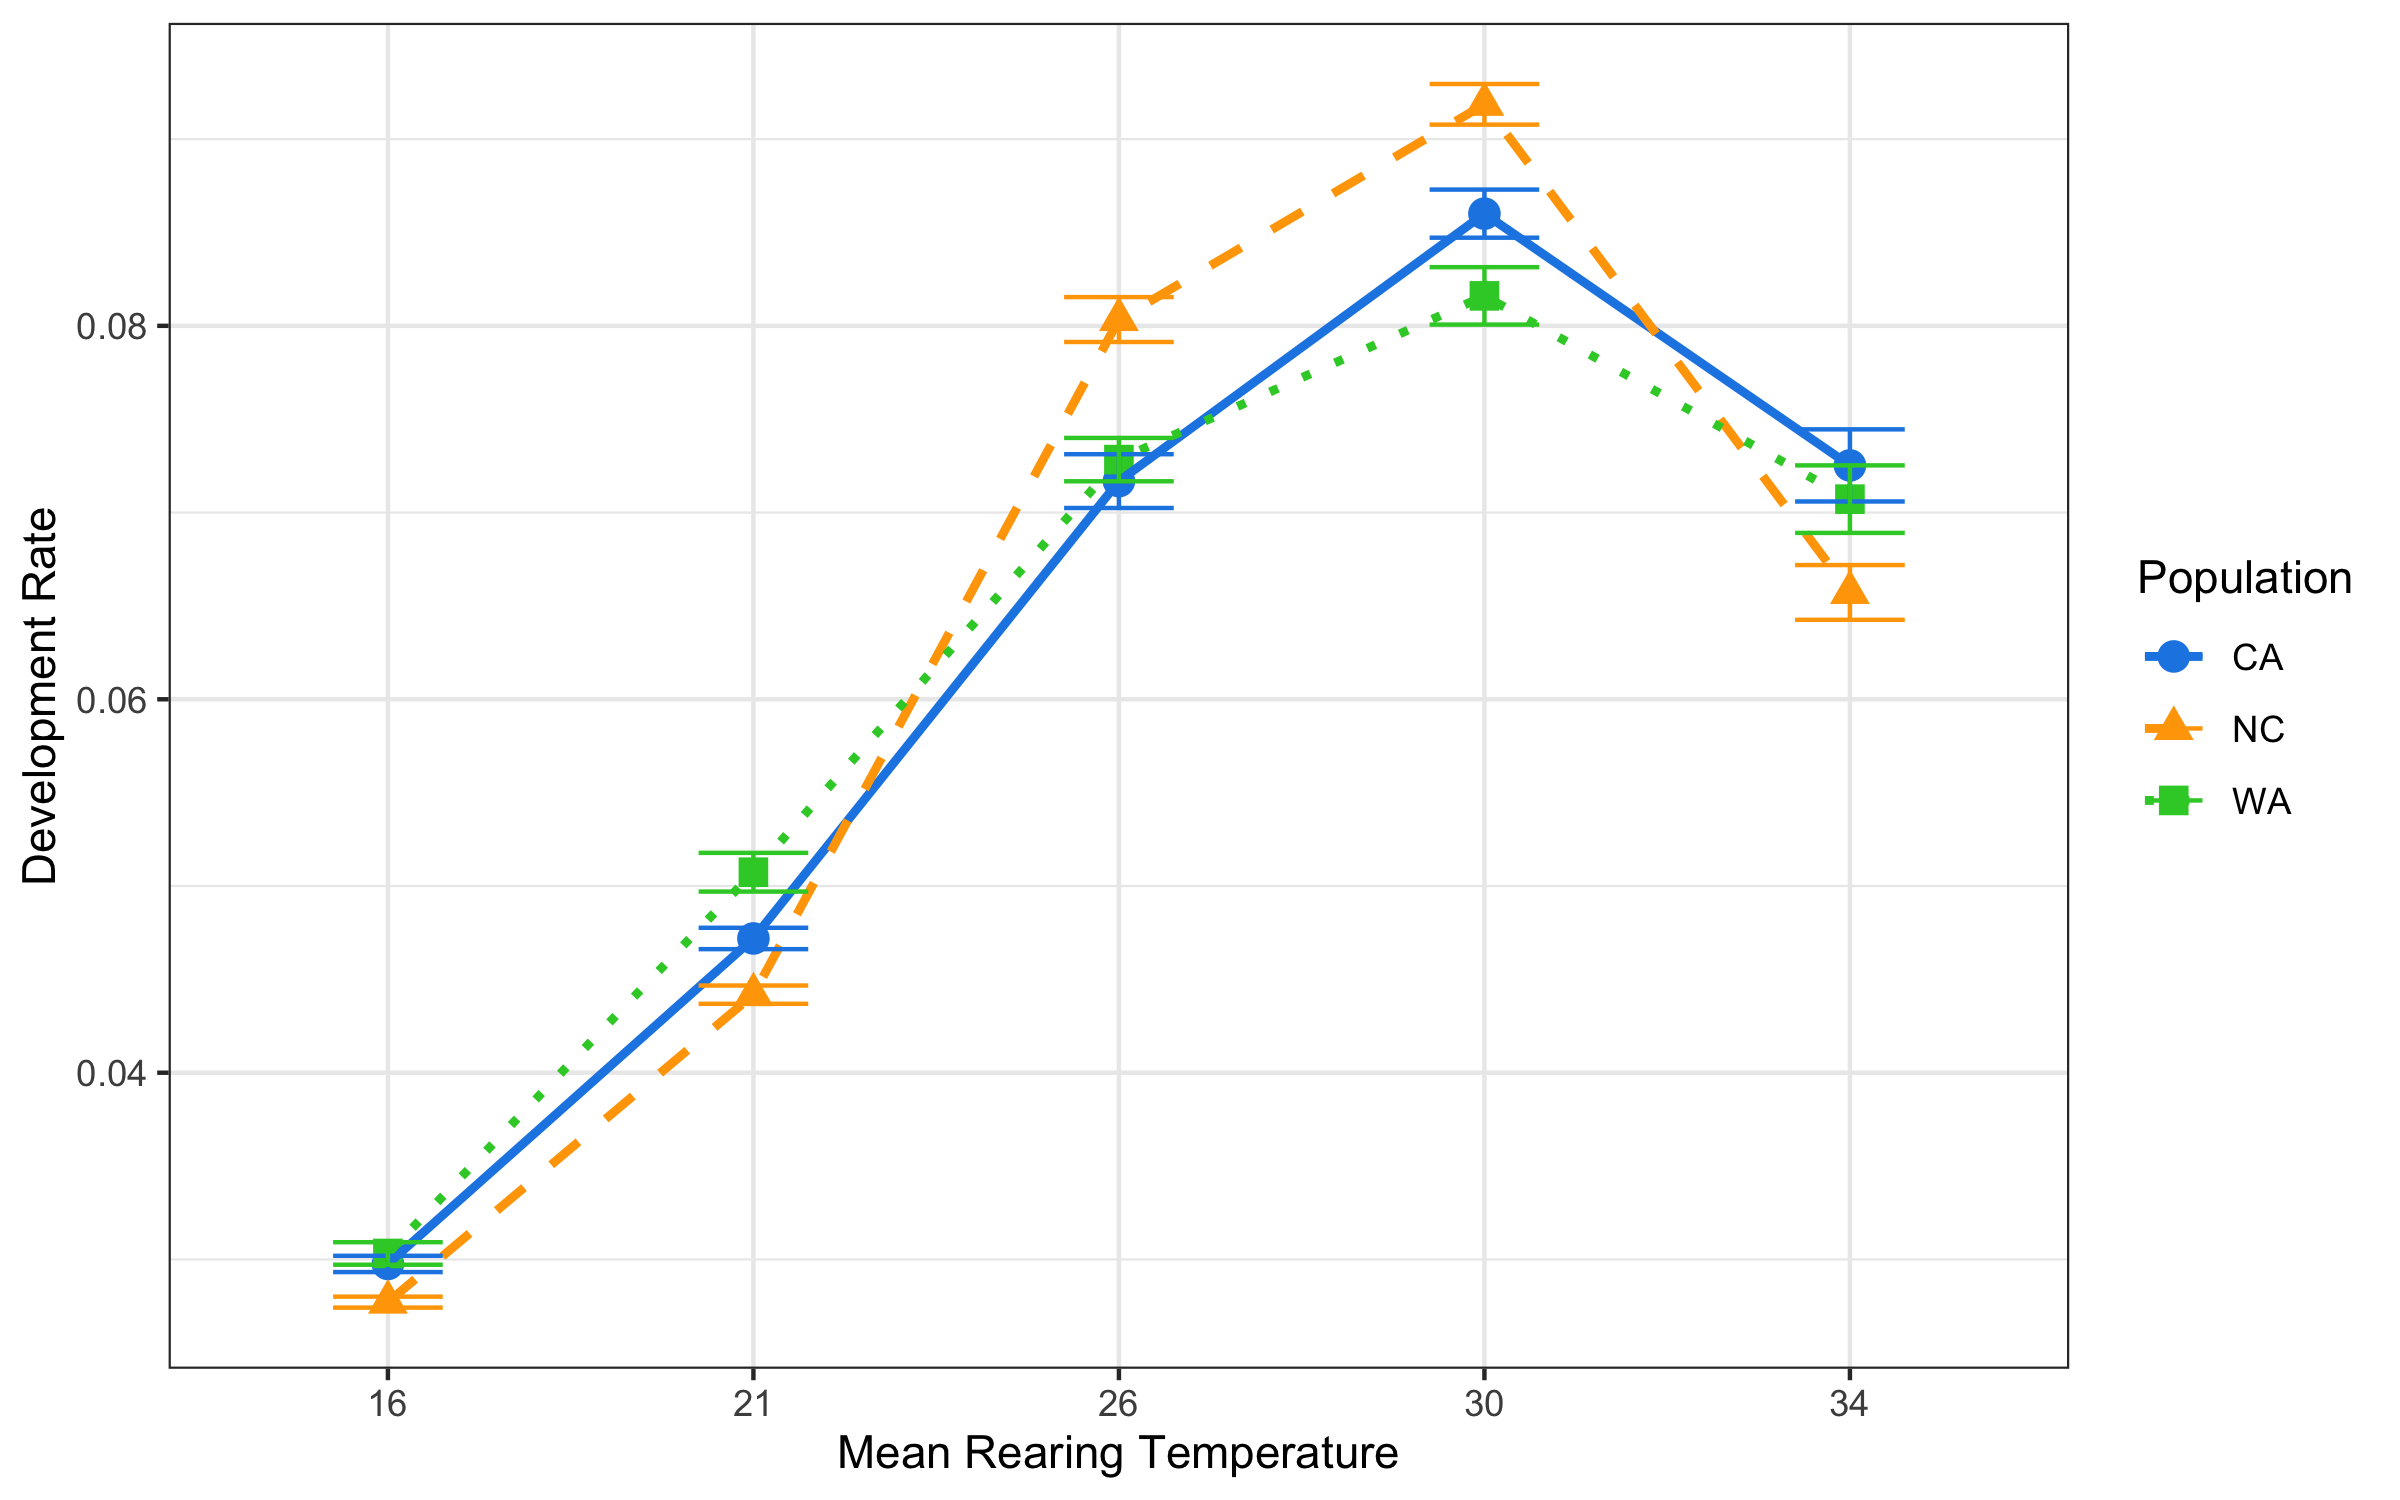 Development Rate
0.08
0.06
0.04
16 21 26 30 34
Mean Rearing Temperature
Population
CA
NC
WA